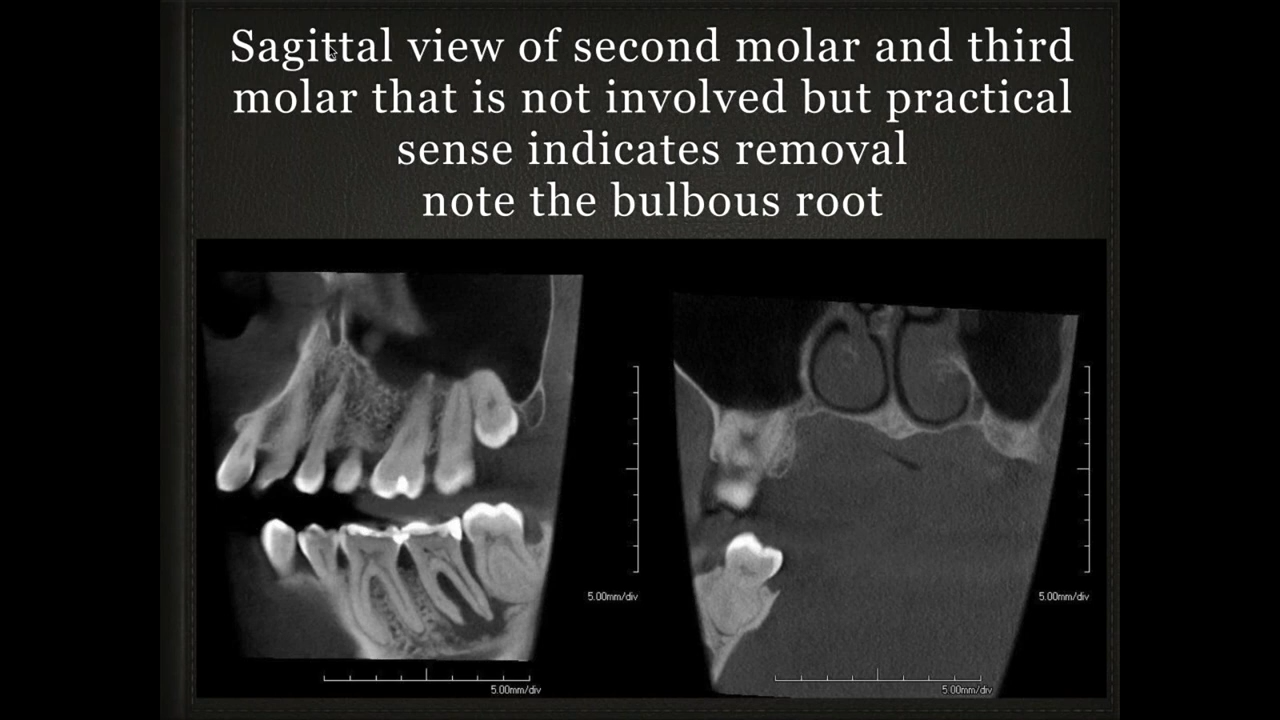 Sagittal view of second molar and third
molar that is not involved but practical
sense indicates removal
note the bulbous root
5.00mm/div
5.00mm/div
5.00mm/div
5.00mm/div